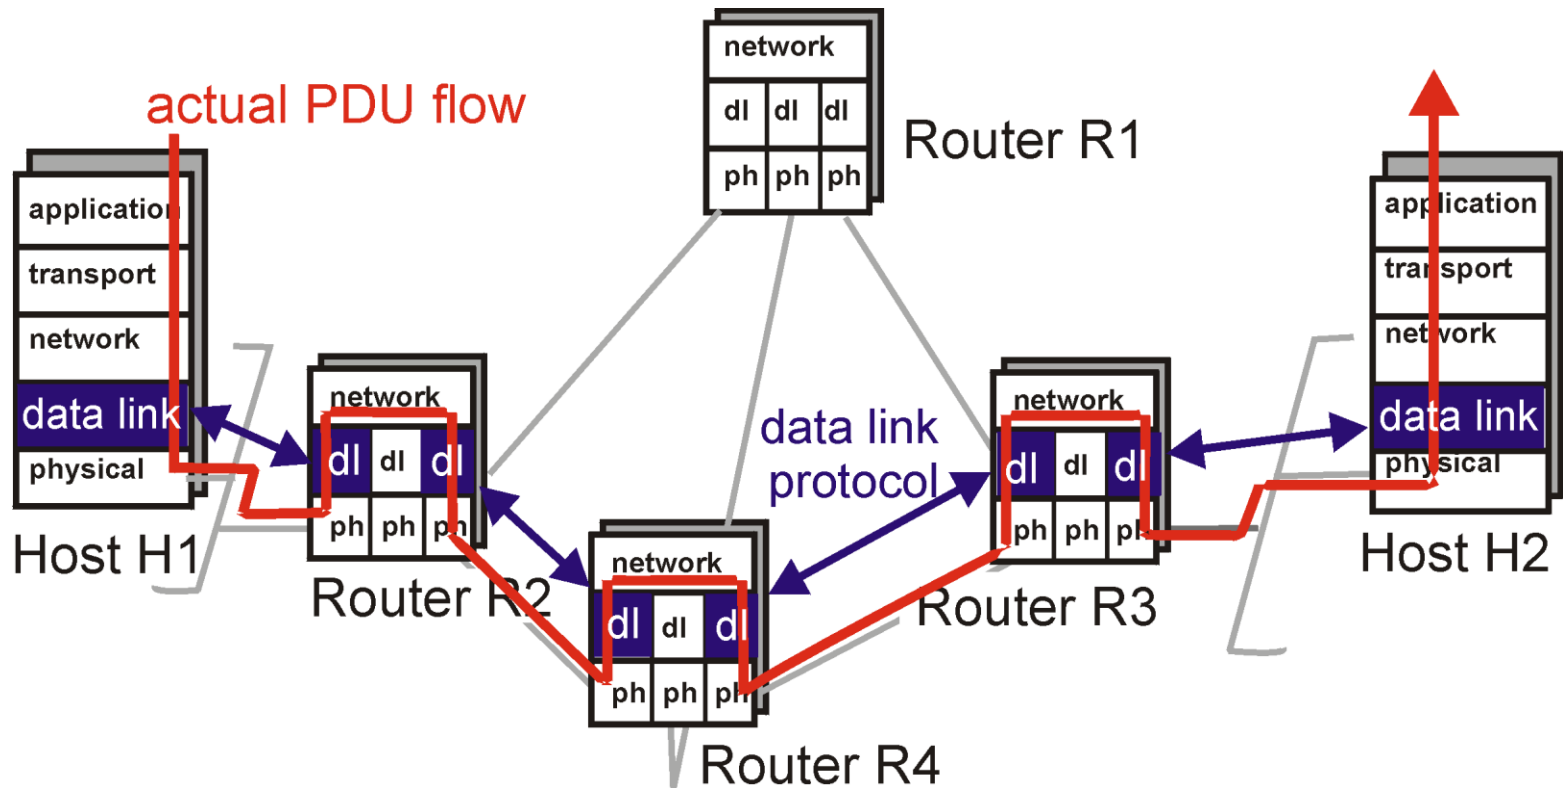 actual PDU flow
network
dl dl dl
ph ph ph
Router R1
application
transport
network
data link
physical
Host H1
network
dl dl dl
ph ph ph
Router R2
data link
protocol
network
dl dl dl
ph ph ph
Router R4
network
dl dl dl
ph ph ph
Router R3
application
transport
network
data link
physical
Host H2